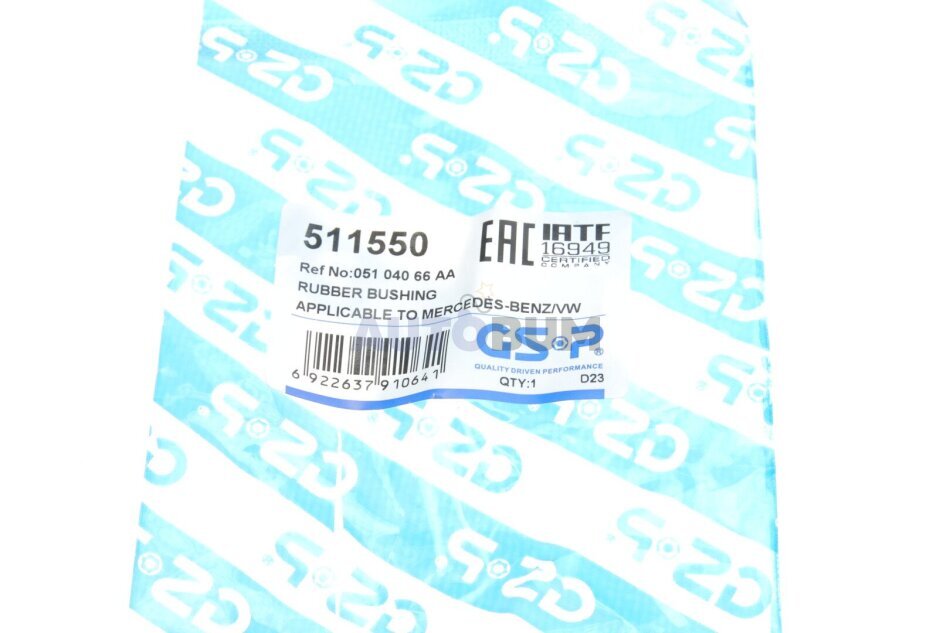 511550
EAC
IATF
16949
CERTIFIED
COMPANY
Ref No:051 040 66 AA
RUBBER BUSHING
APPLICABLE TO MERCEDES-BENZ/VW
AUTOBUM
GSP®
QUALITY DRIVEN PERFORMANCE
6 922637 910641
QTY:1
D23